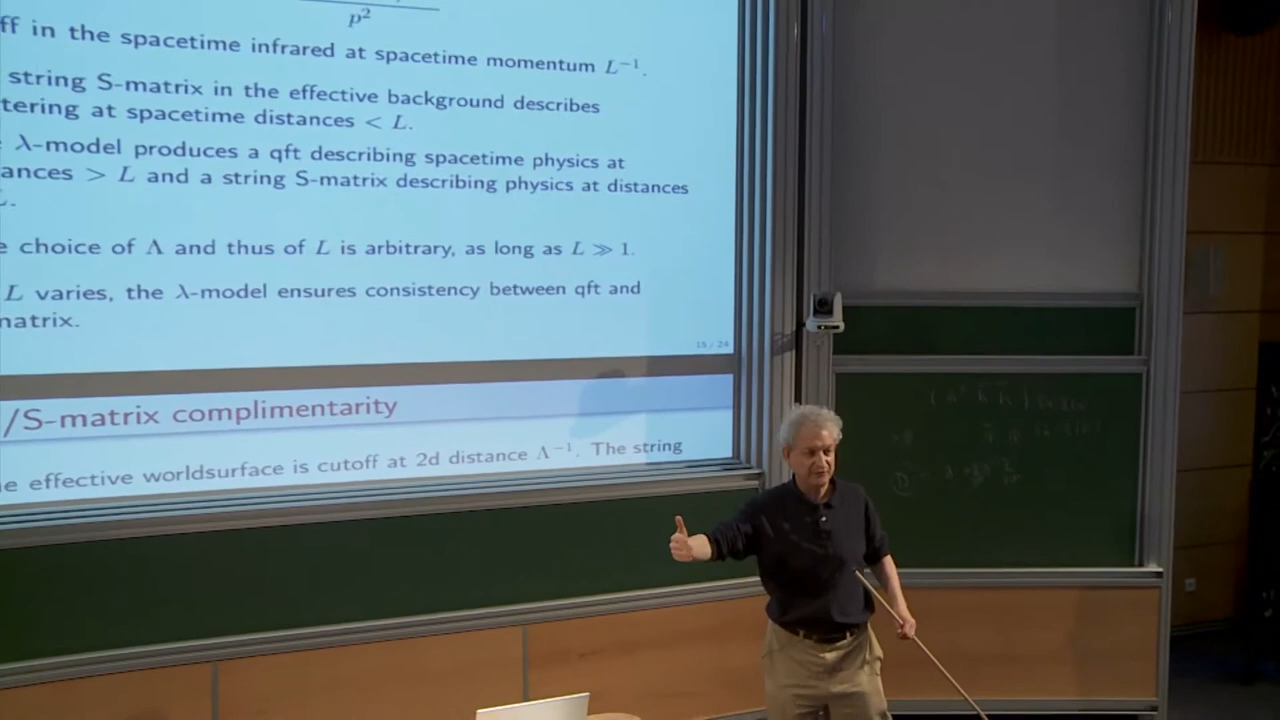 p²
ff in the spacetime infrared at spacetime momentum L⁻¹.
string S-matrix in the effective background describes
tering at spacetime distances < L.
λ-model produces a qft describing spacetime physics at
ances > L and a string S-matrix describing physics at distances
e choice of Λ and thus of L is arbitrary, as long as L ≫ 1.
L varies, the λ-model ensures consistency between qft and
matrix.
15 / 24
/S-matrix complimentarity
e effective worldsurface is cutoff at 2d distance Λ⁻¹. The string